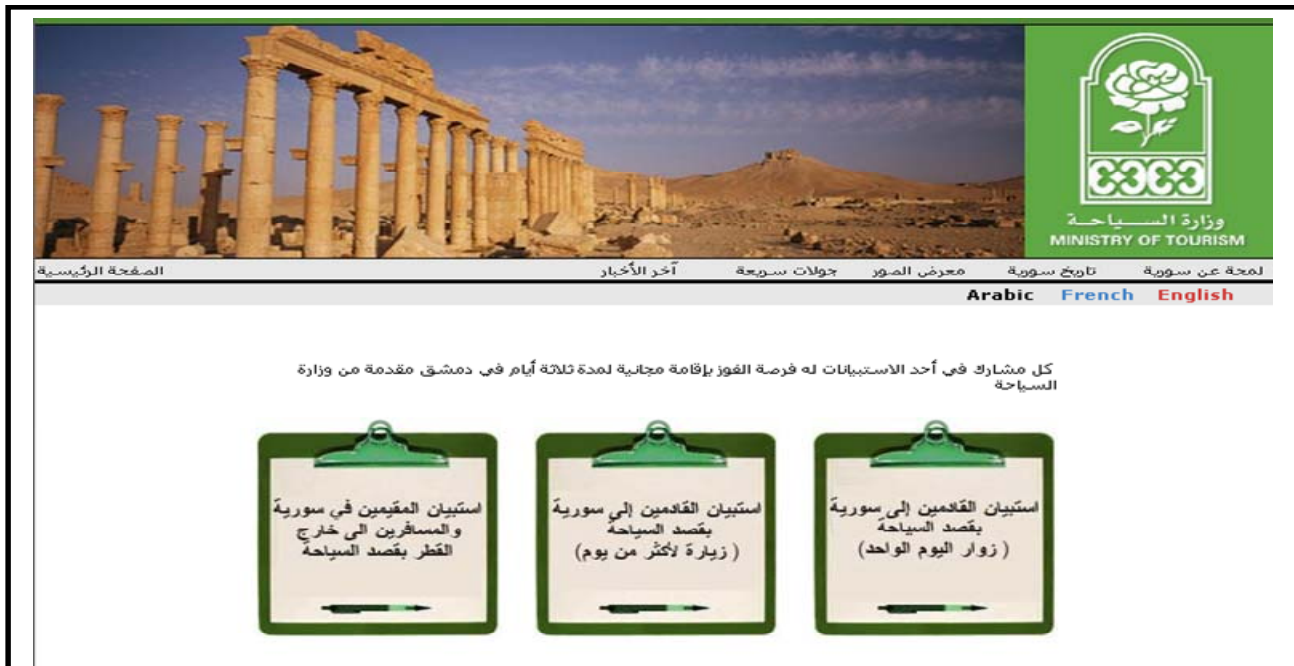 وزارة الســـــياحــة
MINISTRY OF TOURISM
لمحة عن سورية
تاريخ سورية
معرض الصور
جولات سريعة
آخر الأخبار
الصفحة الرئيسية
Arabic French English
كل مشارك في أحد الاستبيانات له فرصة الفوز بإقامة مجانية لمدة ثلاثة أيام في دمشق مقدمة من وزارة
السياحة
استبيان القادمين إلى سورية
بقصد السياحة
( زوار اليوم الواحد)
استبيان القادمين إلى سورية
بقصد السياحة
( زيارة لأكثر من يوم)
استبيان المقيمين في سورية
والمسافرين الى خارج
القطر بقصد السياحة